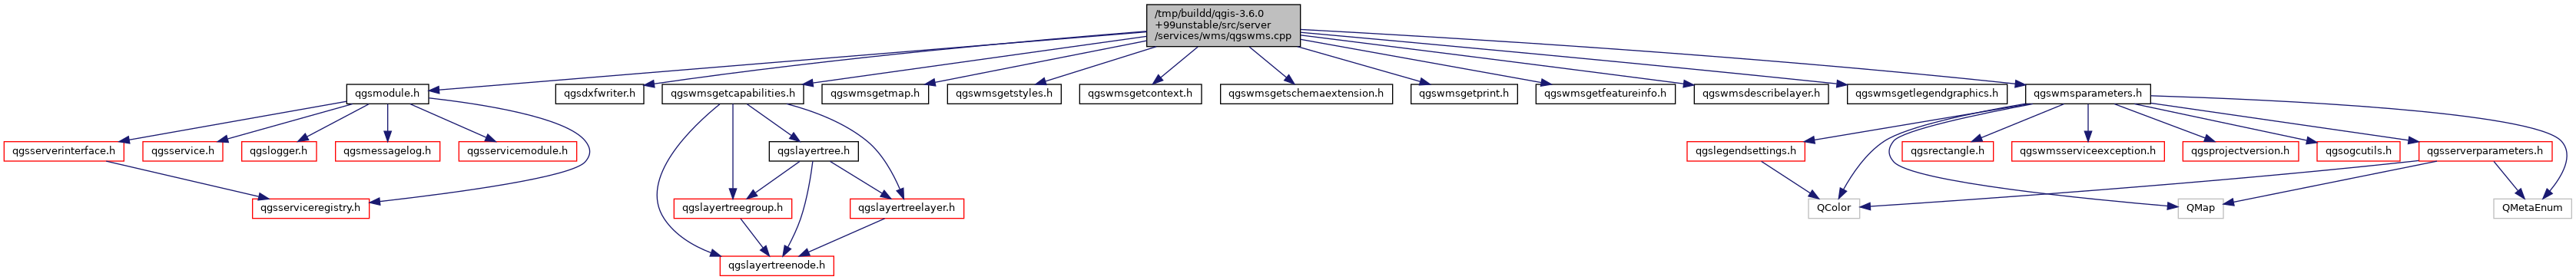 /tmp/buildd/qgis-3.6.0
+99unstable/src/server
/services/wms/qgswms.cpp
qgsmodule.h
qgsdxfwriter.h
qgswmsgetcapabilities.h
qgswmsgetmap.h
qgswmsgetstyles.h
qgswmsgetcontext.h
qgswmsgetschemaextension.h
qgswmsgetprint.h
qgswmsgetfeatureinfo.h
qgswmsdescribelayer.h
qgswmsgetlegendgraphics.h
qgswmsparameters.h
qgsserverinterface.h
qgsservice.h
qgslogger.h
qgsmessagelog.h
qgsservicemodule.h
qgslayertree.h
qgslegendsettings.h
qgsrectangle.h
qgswmsserviceexception.h
qgsprojectversion.h
qgsogcutils.h
qgsserverparameters.h
qgsserviceregistry.h
qgslayertreegroup.h
qgslayertreelayer.h
QColor
QMap
QMetaEnum
qgslayertreenode.h